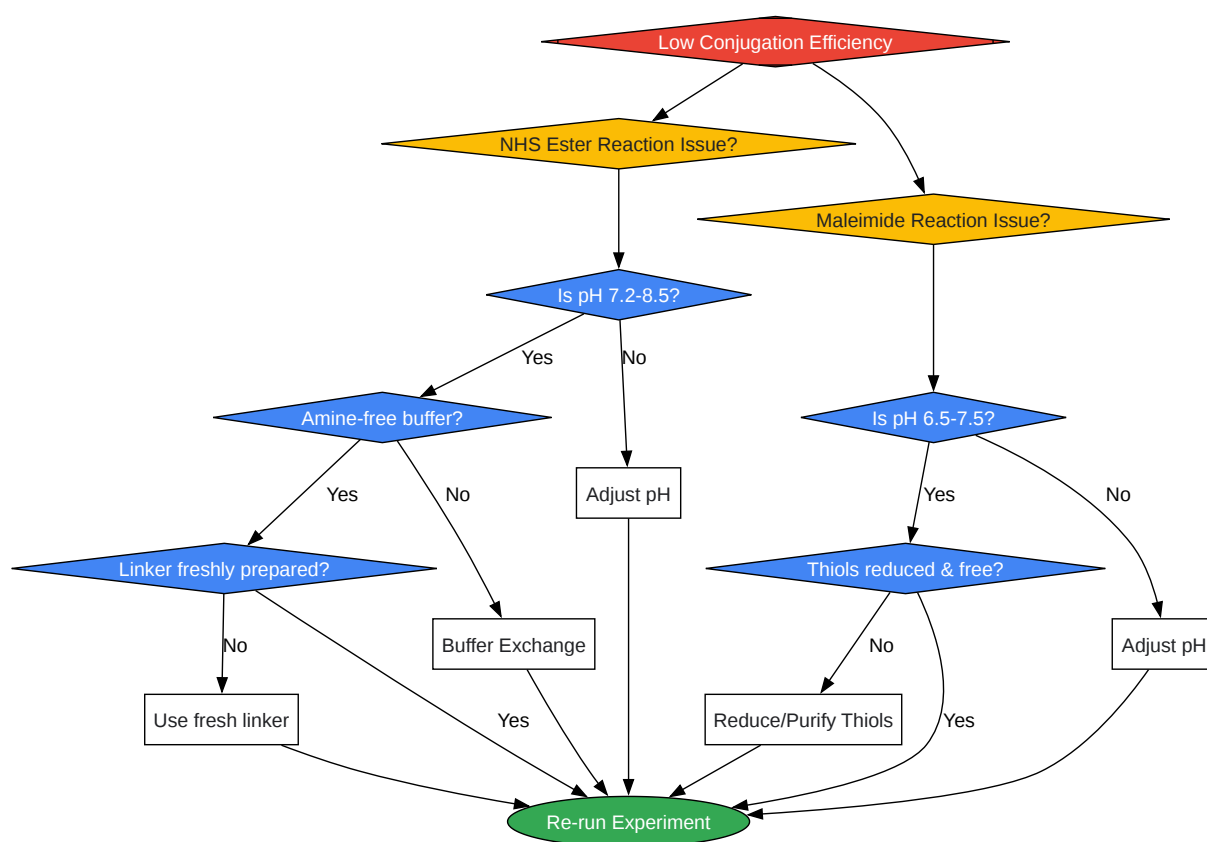 Low Conjugation Efficiency
NHS Ester Reaction Issue?
Maleimide Reaction Issue?
Is pH 7.2-8.5?
Yes
No
Amine-free buffer?
Is pH 6.5-7.5?
Yes
No
Adjust pH
Yes
No
Linker freshly prepared?
Thiols reduced & free?
No
Buffer Exchange
No
Adjust pH
Use fresh linker
Yes
Reduce/Purify Thiols
Yes
Re-run Experiment